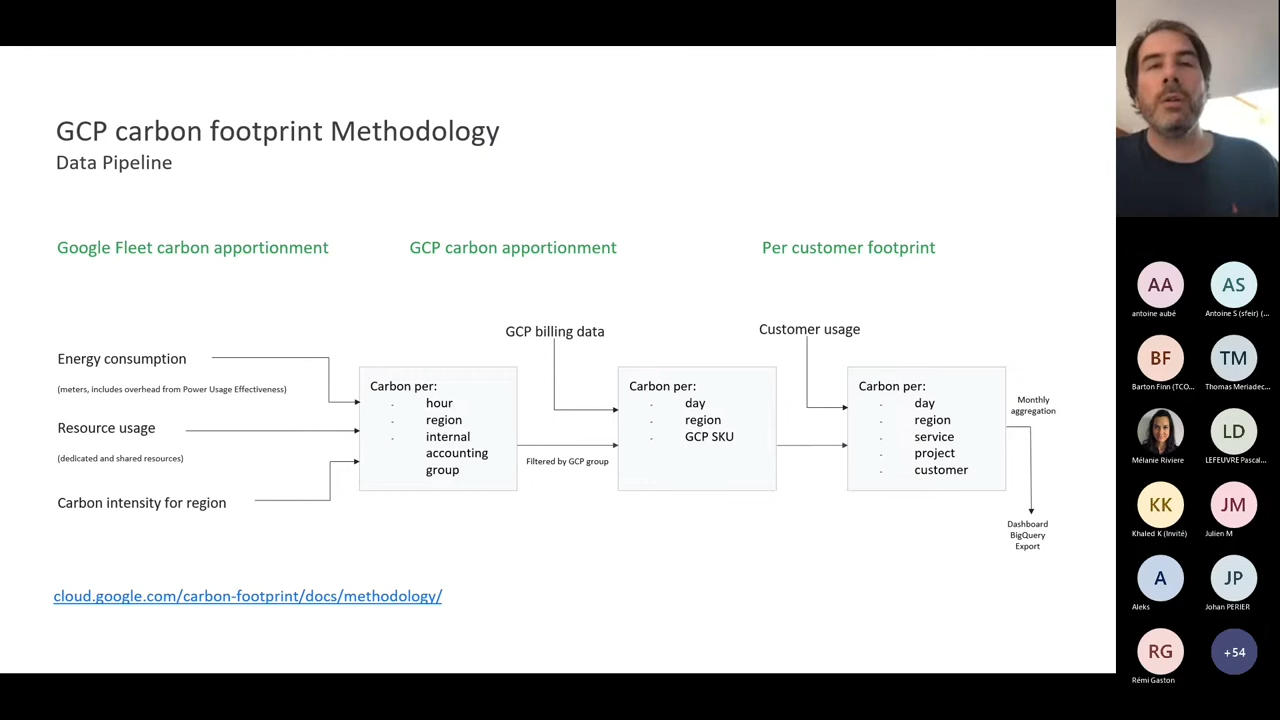 GCP carbon footprint Methodology
Data Pipeline
Google Fleet carbon apportionment
GCP carbon apportionment
Per customer footprint
GCP billing data
Customer usage
Energy consumption
(meters, includes overhead from Power Usage Effectiveness)
Resource usage
(dedicated and shared resources)
Carbon intensity for region
Carbon per:
- hour
- region
- internal
accounting
group
Filtered by GCP group
Carbon per:
- day
- region
- GCP SKU
Carbon per:
- day
- region
- service
- project
- customer
Monthly
aggregation
Dashboard
BigQuery
Export
cloud.google.com/carbon-footprint/docs/methodology/
AA
antoine aubé
AS
Antoine S (sfeir) (...
BF
Barton Finn (TCO...
TM
Thomas Meriadec...
Mélanie Riviere
LD
LEFEUVRE Pascal...
KK
Khaled K (Invité)
JM
Julien M
A
Aleks
JP
Johan PERIER
RG
Rémi Gaston
+54